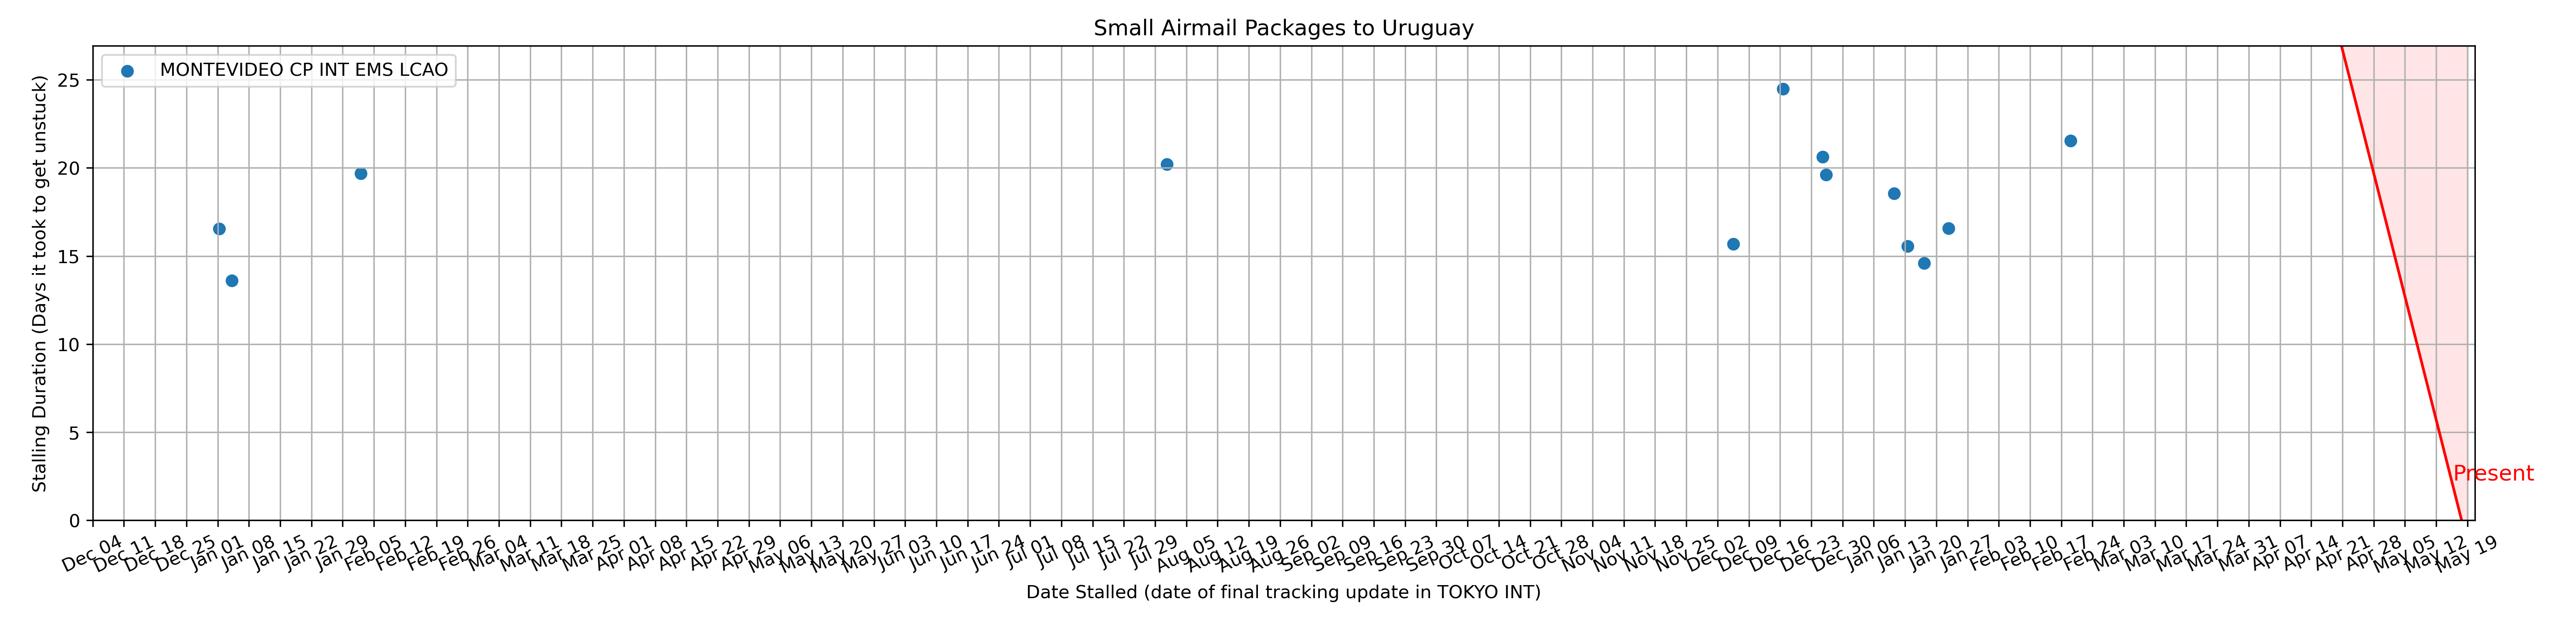 Small Airmail Packages to Uruguay
MONTEVIDEO CP INT EMS LCAO
Stalling Duration (Days it took to get unstuck)
25
20
15
10
5
0
Present
Dec 04 Dec 11 Dec 18 Dec 25 Jan 01 Jan 08 Jan 15 Jan 22 Jan 29 Feb 05 Feb 12 Feb 19 Feb 26 Mar 04 Mar 11 Mar 18 Mar 25 Apr 01 Apr 08 Apr 15 Apr 22 Apr 29 May 06 May 13 May 20 May 27 Jun 03 Jun 10 Jun 17 Jun 24 Jul 01 Jul 08 Jul 15 Jul 22 Jul 29 Aug 05 Aug 12 Aug 19 Aug 26 Sep 02 Sep 09 Sep 16 Sep 23 Sep 30 Oct 07 Oct 14 Oct 21 Oct 28 Nov 04 Nov 11 Nov 18 Nov 25 Dec 02 Dec 09 Dec 16 Dec 23 Dec 30 Jan 06 Jan 13 Jan 20 Jan 27 Feb 03 Feb 10 Feb 17 Feb 24 Mar 03 Mar 10 Mar 17 Mar 24 Mar 31 Apr 07 Apr 14 Apr 21 Apr 28 May 05 May 12 May 19
Date Stalled (date of final tracking update in TOKYO INT)